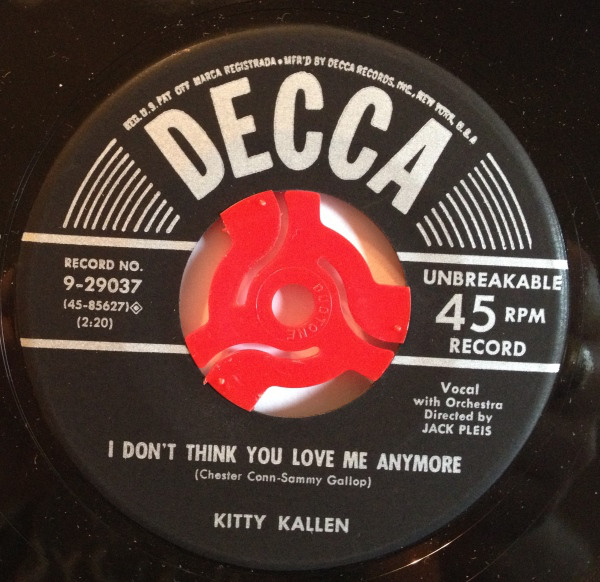 REG. U.S. PAT. OFF. MARCA REGISTRADA • MFR'D BY DECCA RECORDS, INC., NEW YORK, U.S.A
DECCA
RECORD NO.
9-29037
(45-85627)
(2:20)
DUOTONE
UNBREAKABLE
45 RPM
RECORD
Vocal
with Orchestra
Directed by
JACK PLEIS
I DON'T THINK YOU LOVE ME ANYMORE
(Chester Conn-Sammy Gallop)
KITTY KALLEN